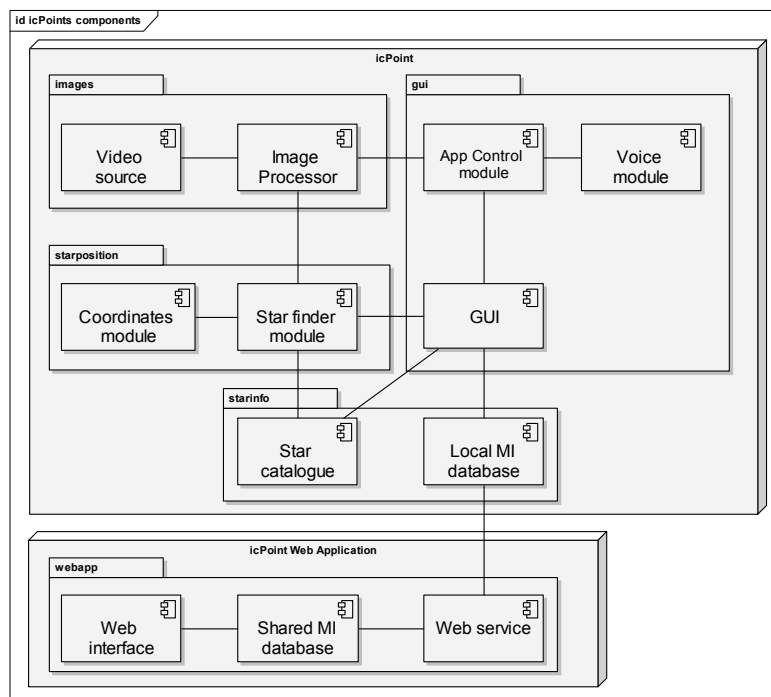 id icPoints components
icPoint
images
gui
Video
source
Image
Processor
App Control
module
Voice
module
starposition
Coordinates
module
Star finder
module
GUI
starinfo
Star
catalogue
Local MI
database
icPoint Web Application
webapp
Web
interface
Shared MI
database
Web service